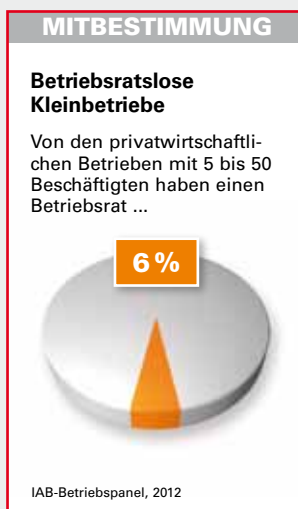 MITBESTIMMUNG
Betriebsratslose
Kleinbetriebe
Von den privatwirtschaftli-
chen Betrieben mit 5 bis 50
Beschäftigten haben einen
Betriebsrat ...
6 %
IAB-Betriebspanel, 2012